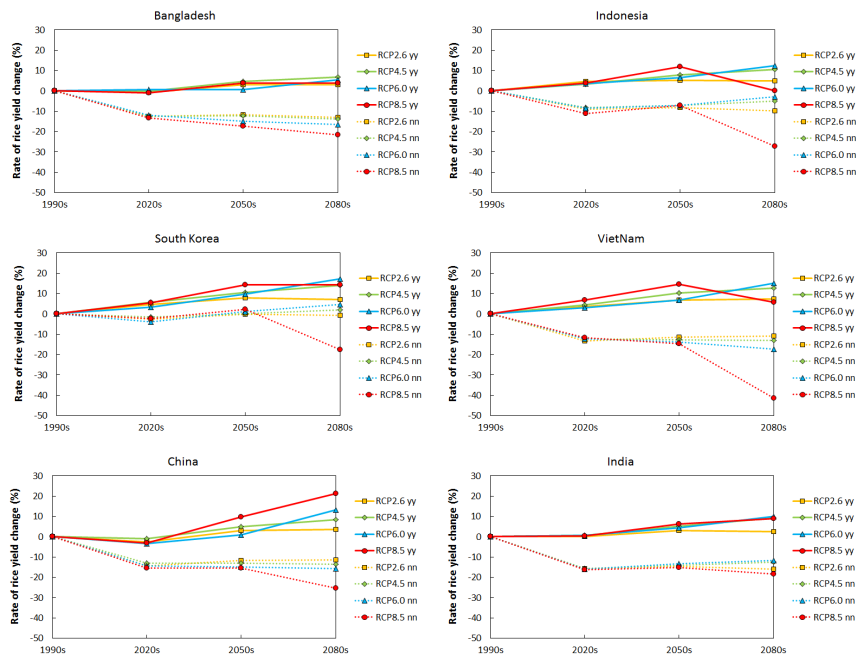 Bangladesh
Rate of rice yield change (%)
30
20
10
0
-10
-20
-30
-40
-50
1990s 2020s 2050s 2080s
RCP2.6 yy
RCP4.5 yy
RCP6.0 yy
RCP8.5 yy
RCP2.6 nn
RCP4.5 nn
RCP6.0 nn
RCP8.5 nn
Indonesia
Rate of rice yield change (%)
30
20
10
0
-10
-20
-30
-40
-50
1990s 2020s 2050s 2080s
RCP2.6 yy
RCP4.5 yy
RCP6.0 yy
RCP8.5 yy
RCP2.6 nn
RCP4.5 nn
RCP6.0 nn
RCP8.5 nn
South Korea
Rate of rice yield change (%)
30
20
10
0
-10
-20
-30
-40
-50
1990s 2020s 2050s 2080s
RCP2.6 yy
RCP4.5 yy
RCP6.0 yy
RCP8.5 yy
RCP2.6 nn
RCP4.5 nn
RCP6.0 nn
RCP8.5 nn
VietNam
Rate of rice yield change (%)
30
20
10
0
-10
-20
-30
-40
-50
1990s 2020s 2050s 2080s
RCP2.6 yy
RCP4.5 yy
RCP6.0 yy
RCP8.5 yy
RCP2.6 nn
RCP4.5 nn
RCP6.0 nn
RCP8.5 nn
China
Rate of rice yield change (%)
30
20
10
0
-10
-20
-30
-40
-50
1990s 2020s 2050s 2080s
RCP2.6 yy
RCP4.5 yy
RCP6.0 yy
RCP8.5 yy
RCP2.6 nn
RCP4.5 nn
RCP6.0 nn
RCP8.5 nn
India
Rate of rice yield change (%)
30
20
10
0
-10
-20
-30
-40
-50
1990s 2020s 2050s 2080s
RCP2.6 yy
RCP4.5 yy
RCP6.0 yy
RCP8.5 yy
RCP2.6 nn
RCP4.5 nn
RCP6.0 nn
RCP8.5 nn